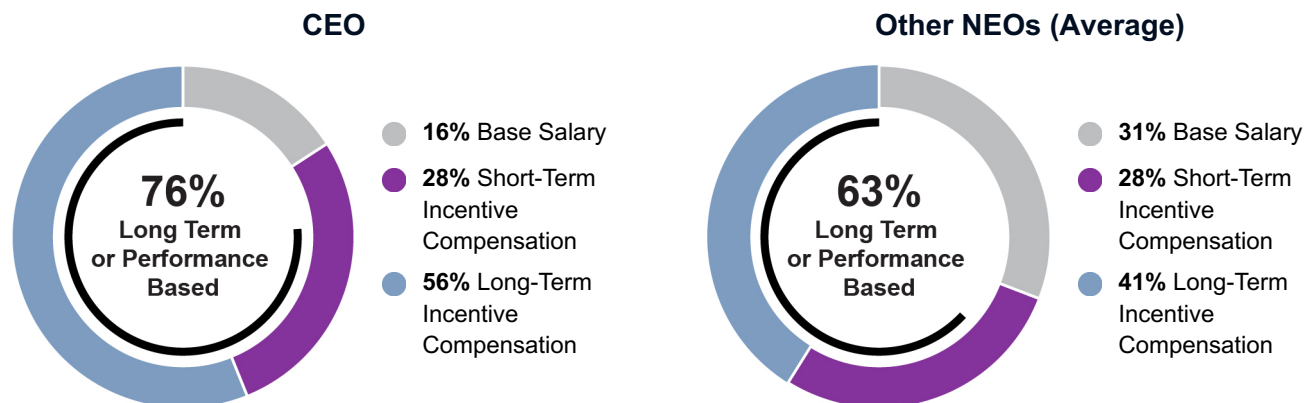 CEO
76%
Long Term
or Performance
Based
16% Base Salary
28% Short-Term
Incentive
Compensation
56% Long-Term
Incentive
Compensation
Other NEOs (Average)
63%
Long Term
or Performance
Based
31% Base Salary
28% Short-Term
Incentive
Compensation
41% Long-Term
Incentive
Compensation